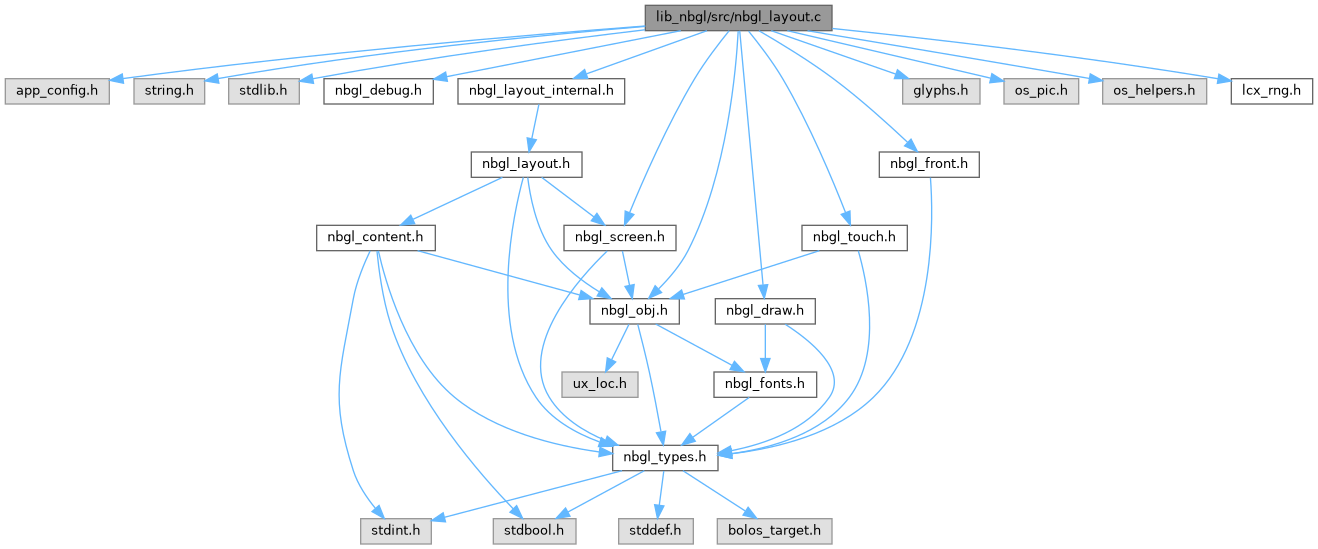 lib_nbgl/src/nbgl_layout.c
app_config.h
string.h
stdlib.h
nbgl_debug.h
nbgl_layout_internal.h
glyphs.h
os_pic.h
os_helpers.h
lcx_rng.h
nbgl_layout.h
nbgl_front.h
nbgl_content.h
nbgl_screen.h
nbgl_touch.h
nbgl_obj.h
nbgl_draw.h
ux_loc.h
nbgl_fonts.h
nbgl_types.h
stdint.h
stdbool.h
stddef.h
bolos_target.h